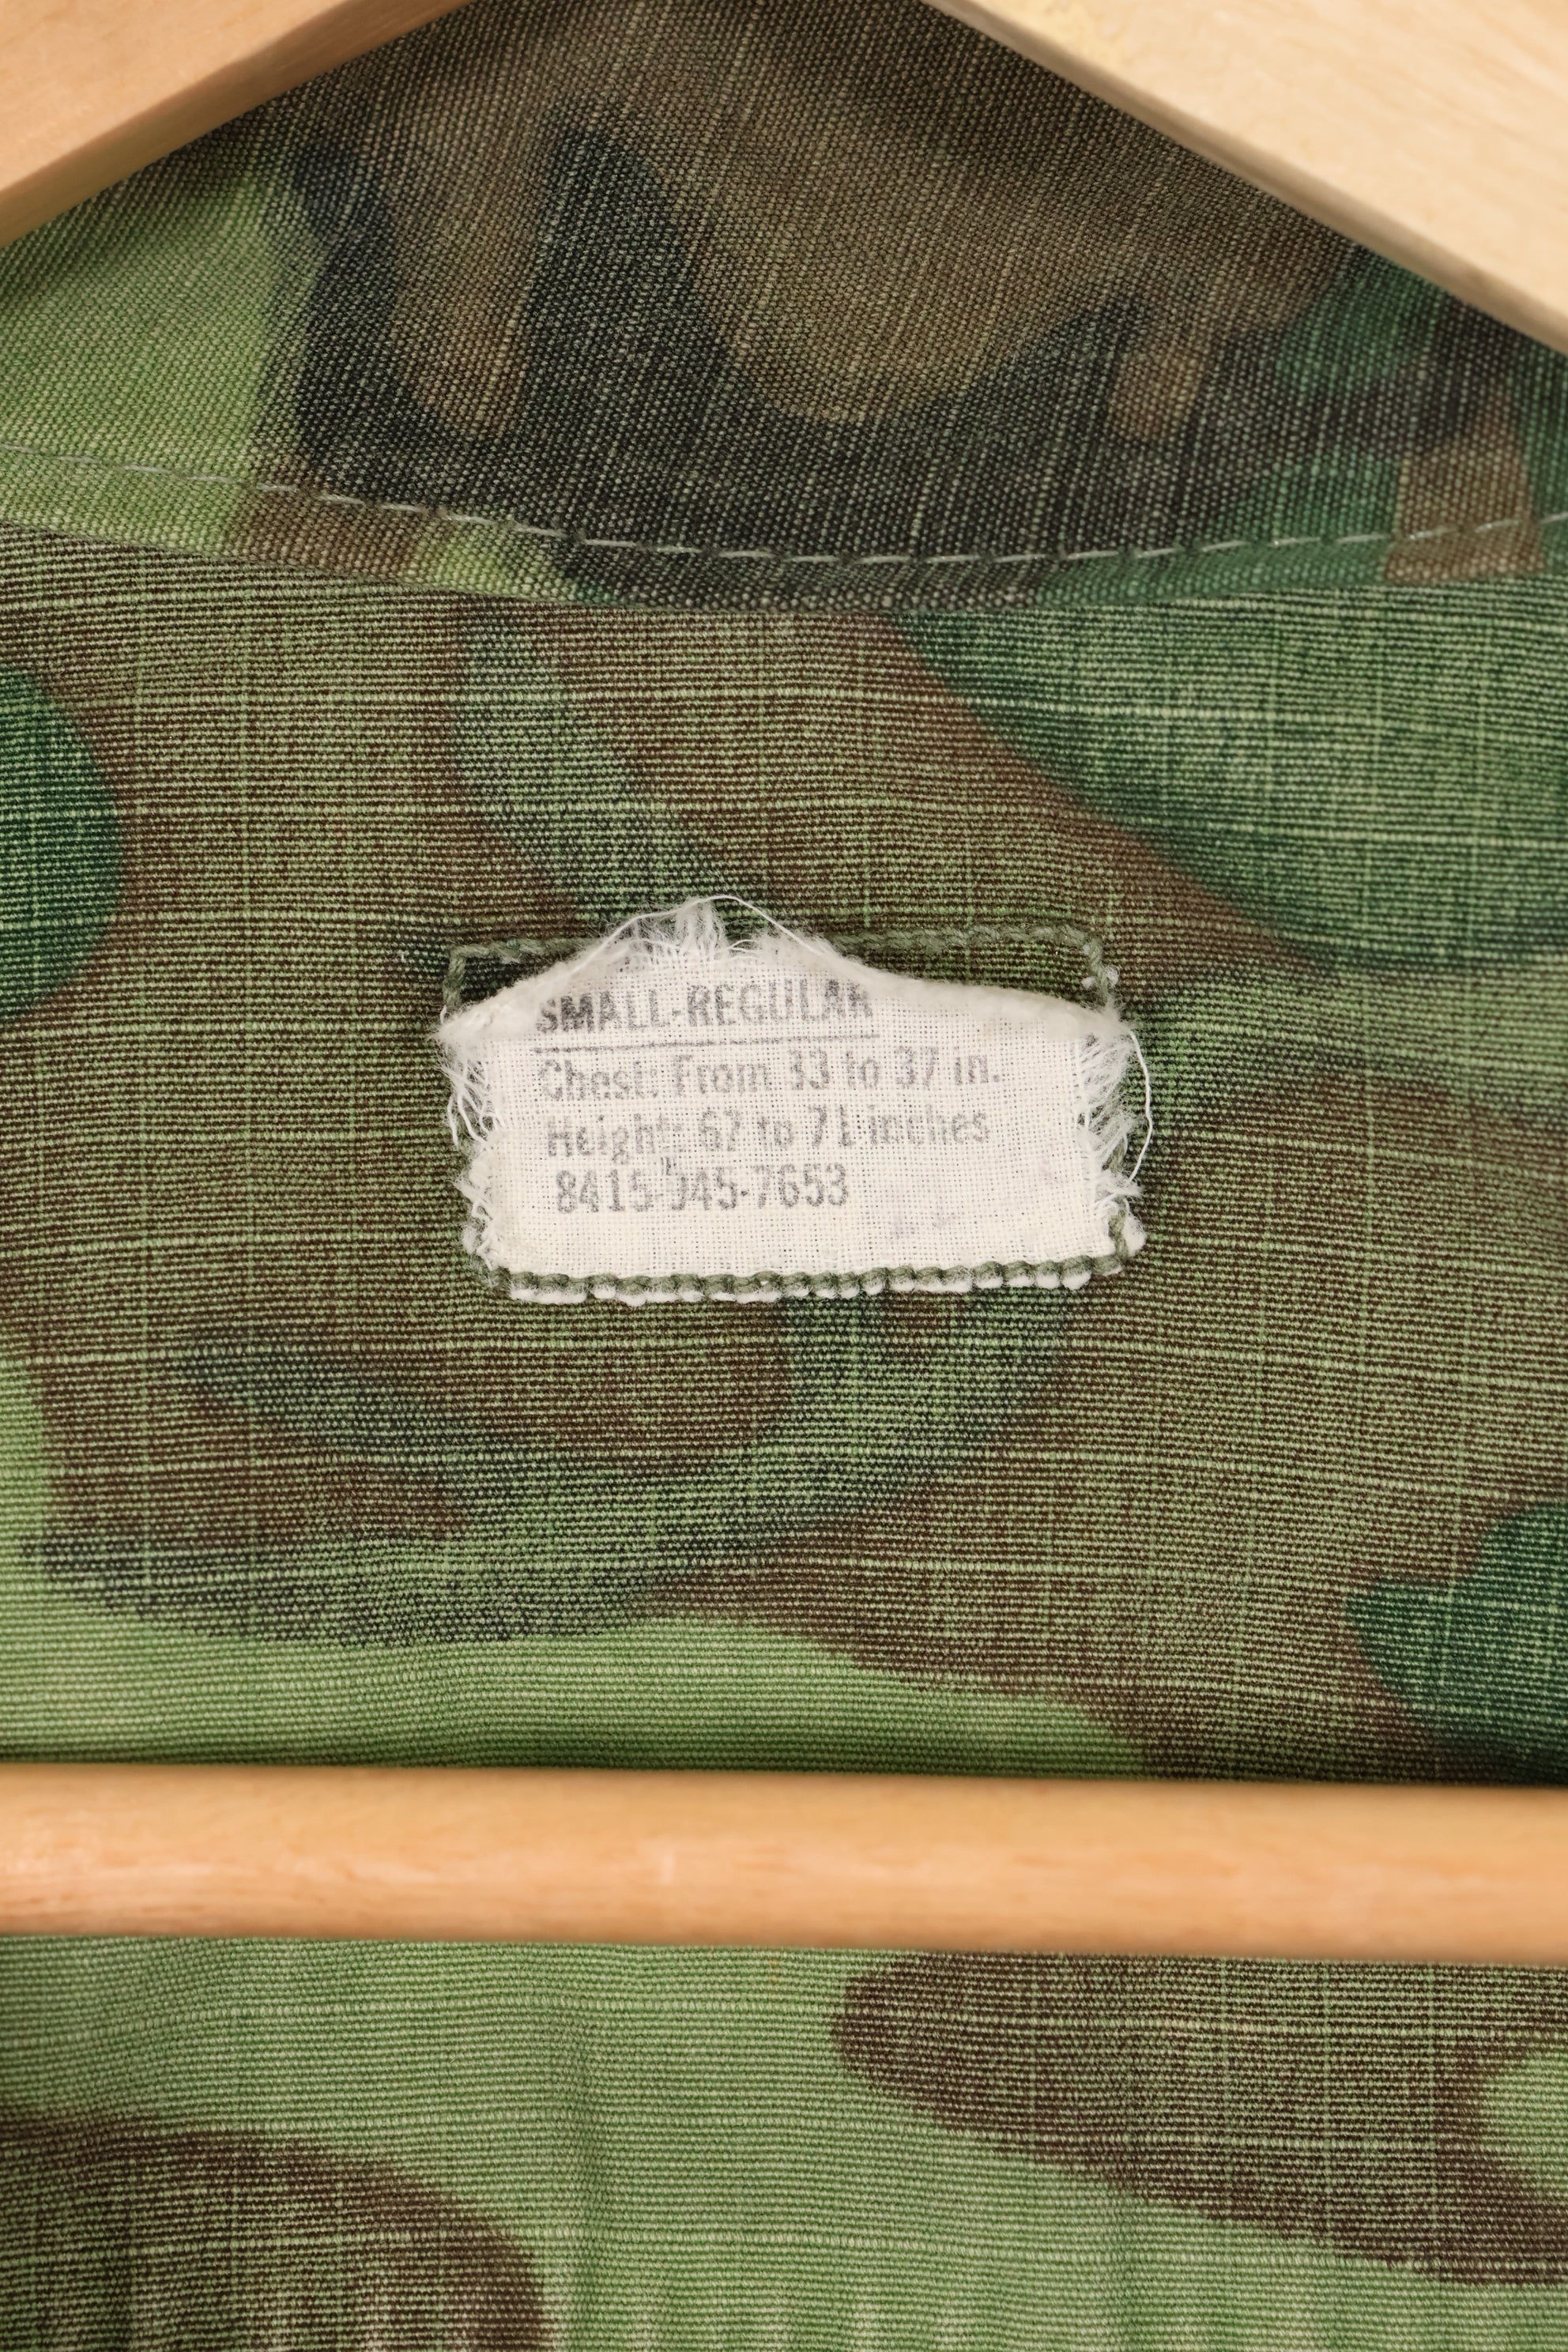 SMALL-REGULAR
Chest: From 33 to 37 in.
Height: 67 to 71 inches
8415-945-7653